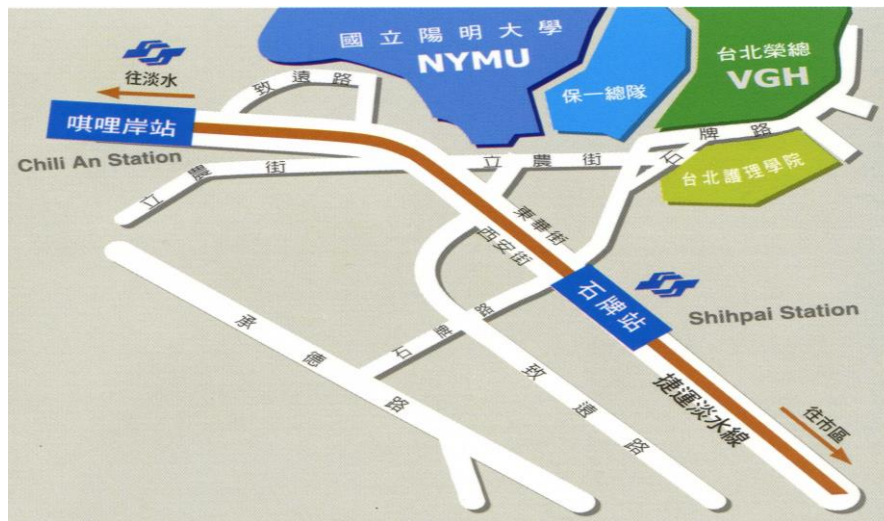 國立陽明大學
NYMU
台北榮總
VGH
保一總隊
往淡水
致遠路
唭哩岸站
Chili An Station
立農街
立農街
石牌路
台北護理學院
東華街
西安街
石牌站
Shihpai Station
石牌路
承德路
致遠路
捷運淡水線
往市區